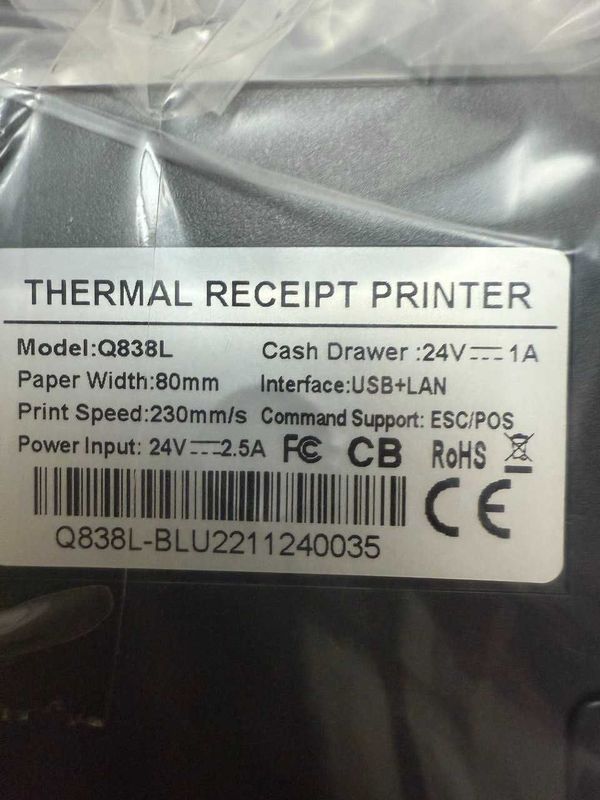 THERMAL RECEIPT PRINTER
Model:Q838L
Cash Drawer :24V⎓1A
Paper Width:80mm
Interface:USB+LAN
Print Speed:230mm/s
Command Support: ESC/POS
Power Input: 24V⎓2.5A
FC CB RoHS
CE
Q838L-BLU2211240035